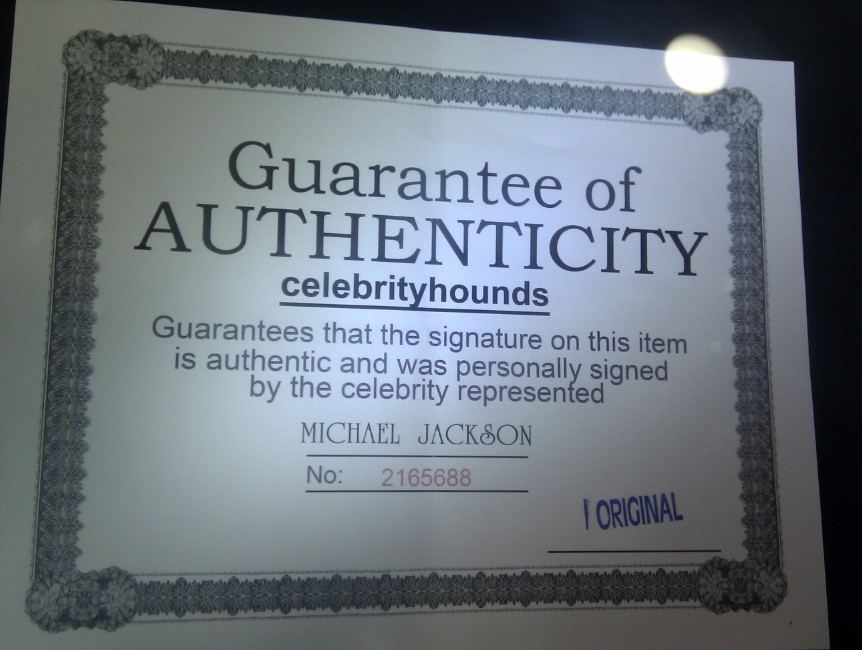 Guarantee of
AUTHENTICITY
celebrityhounds
Guarantees that the signature on this item
is authentic and was personally signed
by the celebrity represented
MICHAEL JACKSON
No: 2165688
ORIGINAL